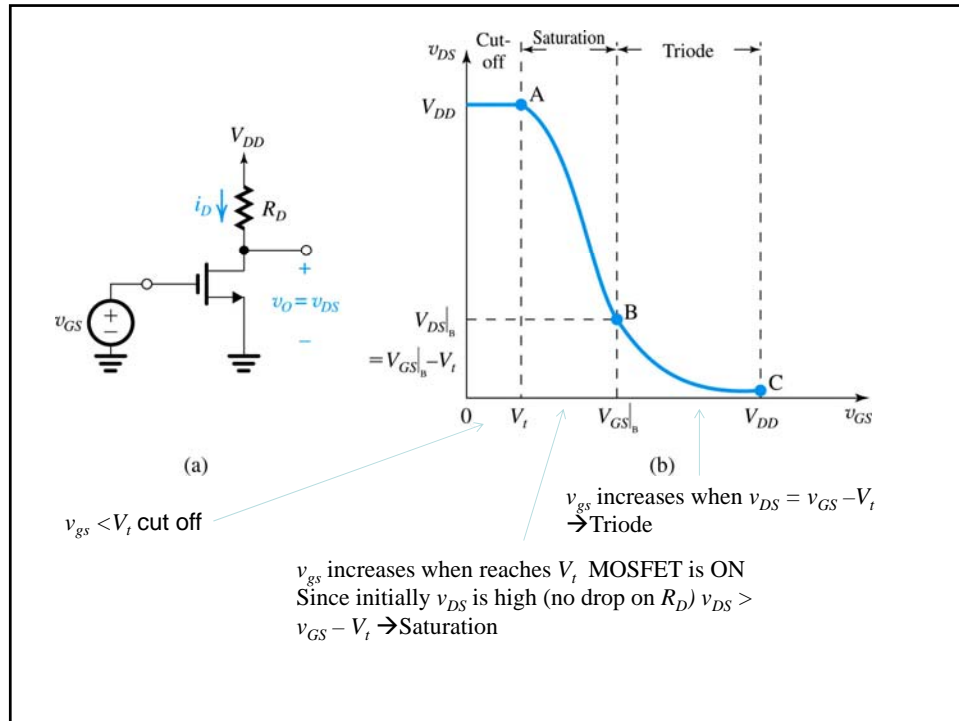 Cut-
off
Saturation
Triode
v_DS
A
V_DD
V_DD
i_D
R_D
+
v_O = v_DS
−
v_GS
+
−
B
V_DS|_B
= V_GS|_B – V_t
C
0
V_t
V_GS|_B
V_DD
v_GS
(a)
(b)
v_gs < V_t cut off
v_gs increases when v_DS = v_GS – V_t
→Triode
v_gs increases when reaches V_t MOSFET is ON
Since initially v_DS is high (no drop on R_D) v_DS >
v_GS – V_t →Saturation